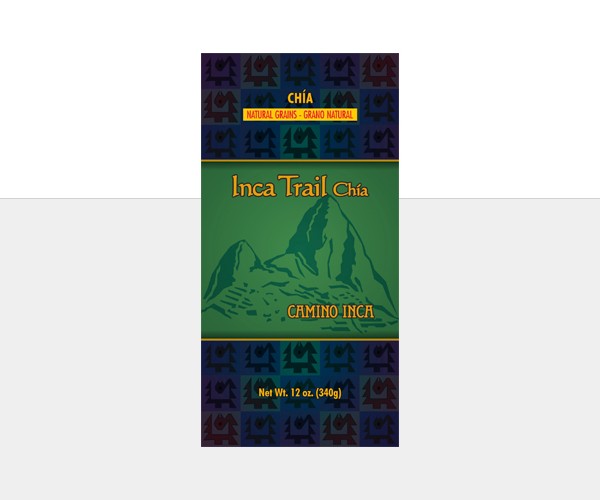 CHÍA
NATURAL GRAINS - GRANO NATURAL
Inca Trail Chía
CAMINO INCA
Net Wt. 12 oz. (340g)